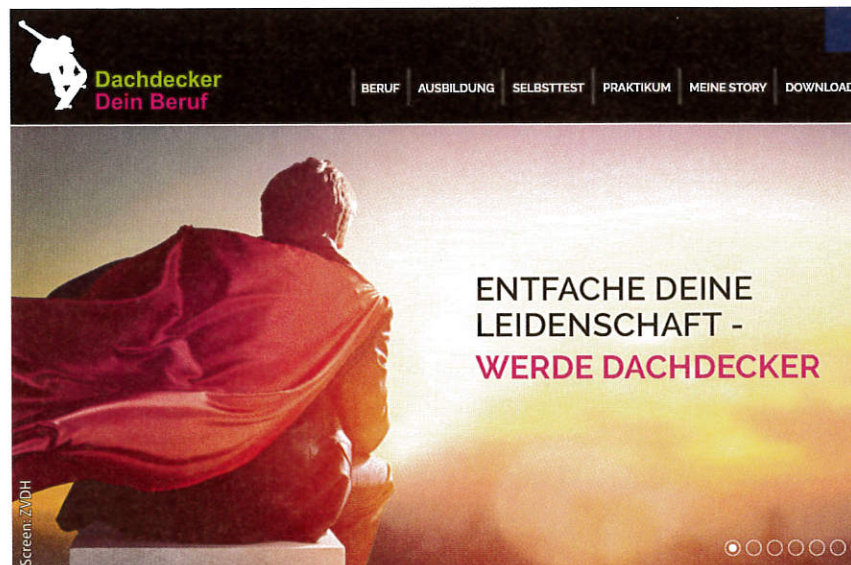 Dachdecker
Dein Beruf
BERUF
AUSBILDUNG
SELBSTTEST
PRAKTIKUM
MEINE STORY
DOWNLOAD
ENTFACHE DEINE
LEIDENSCHAFT -
WERDE DACHDECKER
Screen: ZVDH